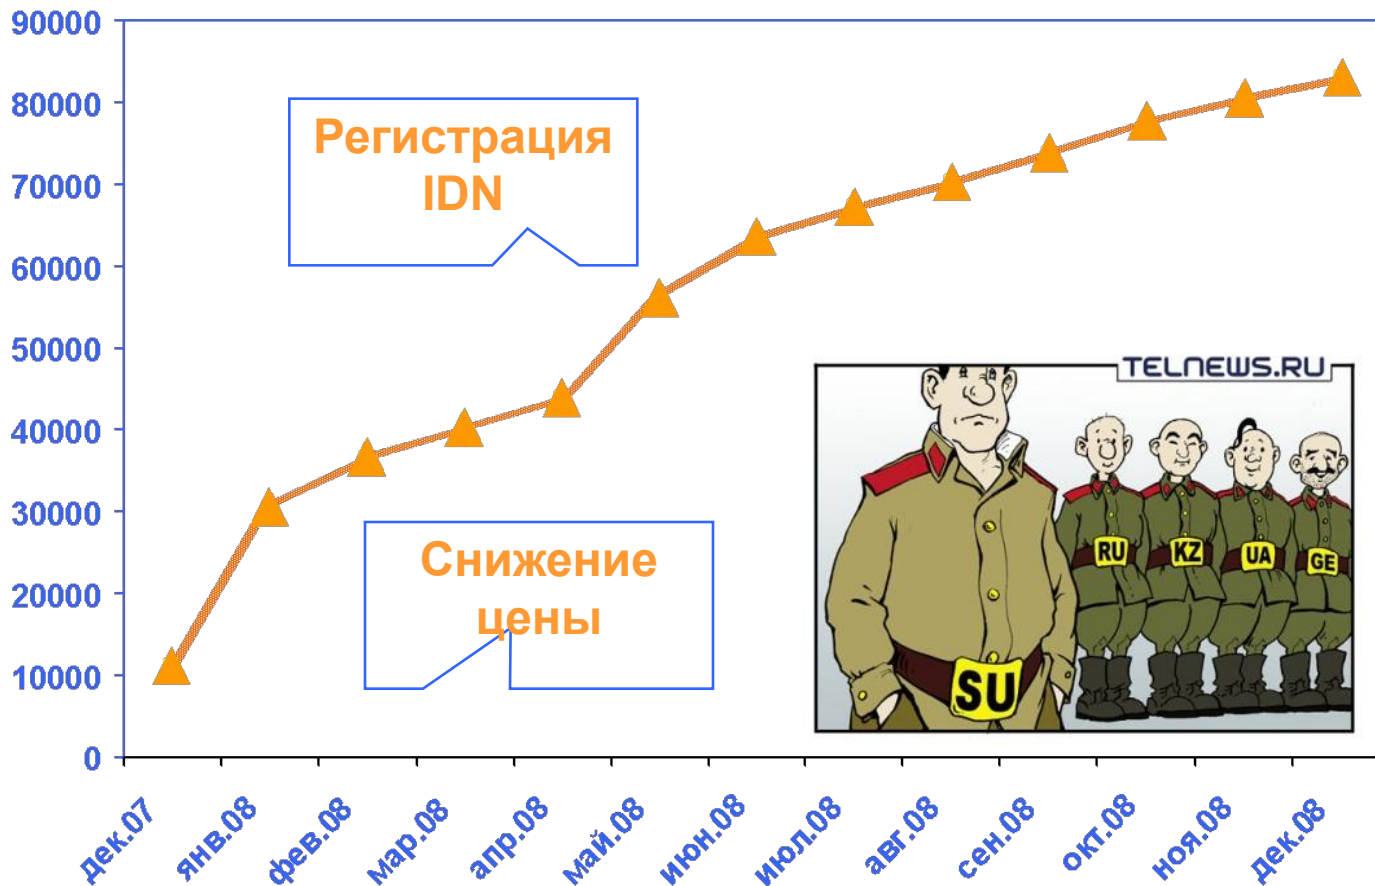 90000
80000
70000
60000
50000
40000
30000
20000
10000
0
Регистрация
IDN
Снижение
цены
TELNEWS.RU
RU
KZ
UA
GE
SU
дек.07
янв.08
фев.08
мар.08
апр.08
май.08
июн.08
июл.08
авг.08
сен.08
окт.08
ноя.08
дек.08